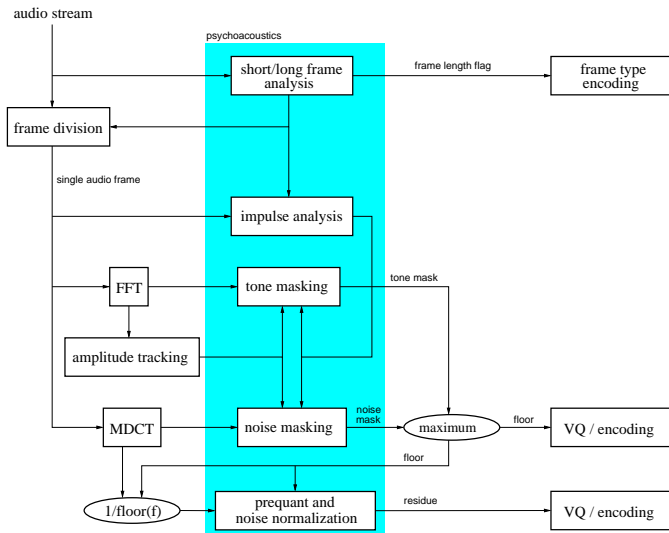 audio stream
psychoacoustics
short/long frame
analysis
frame length flag
frame type
encoding
frame division
single audio frame
impulse analysis
FFT
tone masking
tone mask
amplitude tracking
MDCT
noise masking
noise
mask
maximum
floor
VQ / encoding
floor
1/floor(f)
prequant and
noise normalization
residue
VQ / encoding